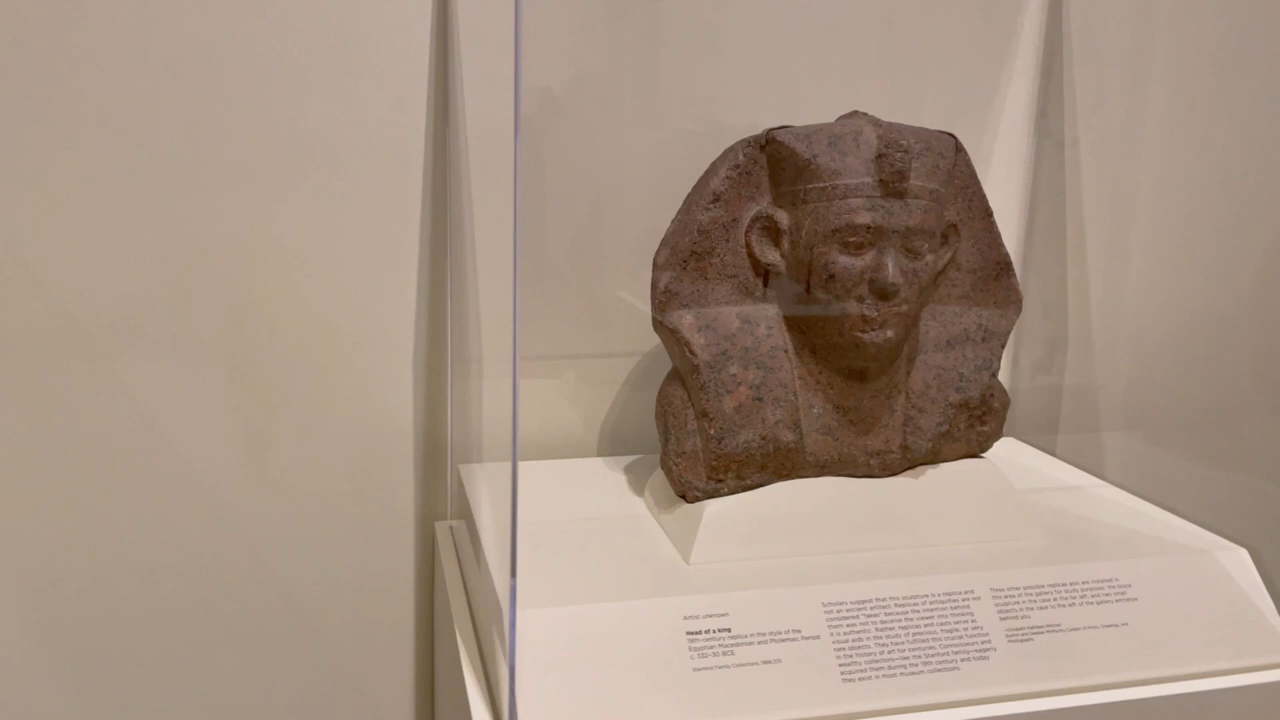 Artist unknown
Head of a king
19th-century replica in the style of the
Egyptian Macedonian and Ptolemaic Period
c. 332–30 BCE
Stanford Family Collections,
Scholars suggest that this sculpture is a replica and
not an ancient artifact. Replicas of antiquities are not
considered "fakes" because the intention behind
them was not to deceive the viewer into thinking
it is authentic. Rather, replicas and casts serve as
visual aids in the study of precious, fragile, or very
rare objects. They have fulfilled this crucial function
in the history of art for centuries. Connoisseurs and
wealthy collectors—like the Stanford family—eagerly
acquired them during the 19th century and today
they exist in most museum collections.
Three other possible replicas also are installed in
this area of the gallery for study purposes: the block
sculpture in the case at the far left, and two small
objects in the case to the left of the gallery entrance
behind you.
Curator of Prints, Drawings, and
Photographs